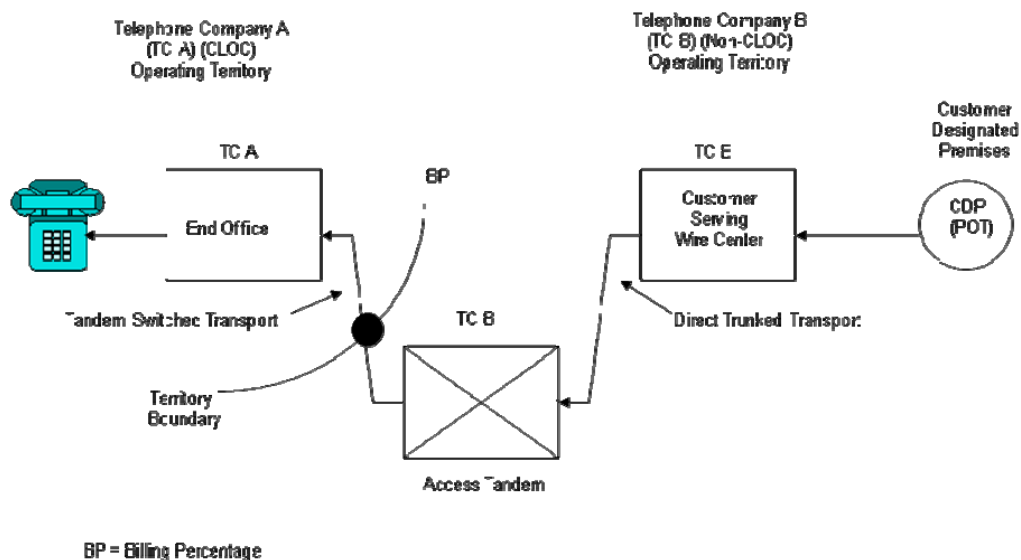 Telephone Company A
(TC A) (CLOC)
Operating Territory
Telephone Company B
(TC B) (Non-CLOC)
Operating Territory
Customer
Designated
Premises
TC A
BP
TC E
End Office
Customer
Serving
Wire Center
CDP
(POT)
Tandem Switched Transport
TC B
Direct Trunked Transport
Territory
Boundary
Access Tandem
BP = Billing Percentage